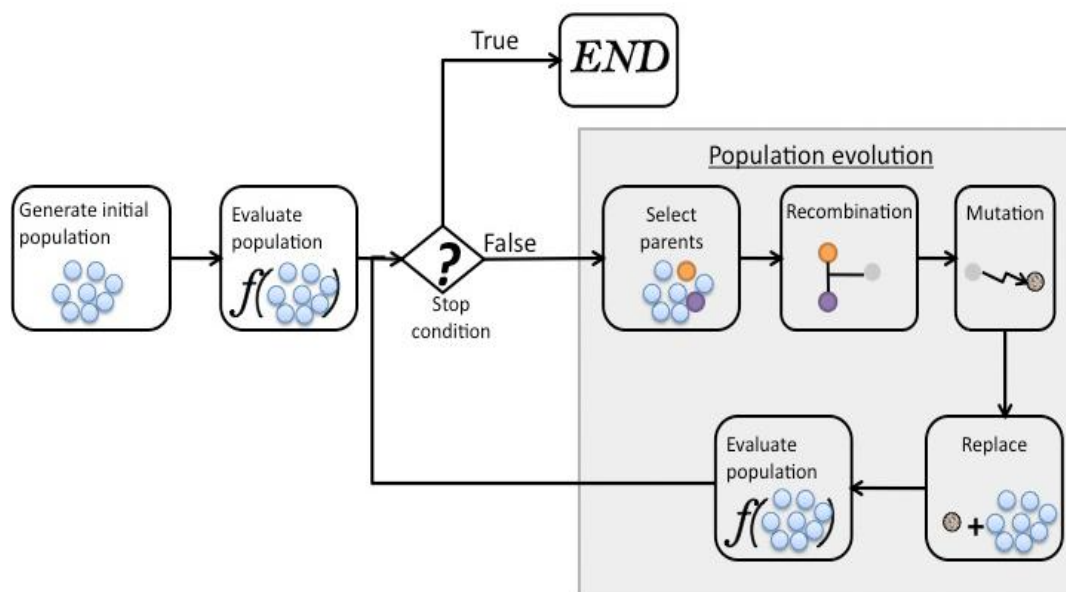 True
END
Population evolution
Generate initial
population
Evaluate
population
f( )
?
False
Stop
condition
Select
parents
Recombination
Mutation
Evaluate
population
f( )
Replace
+